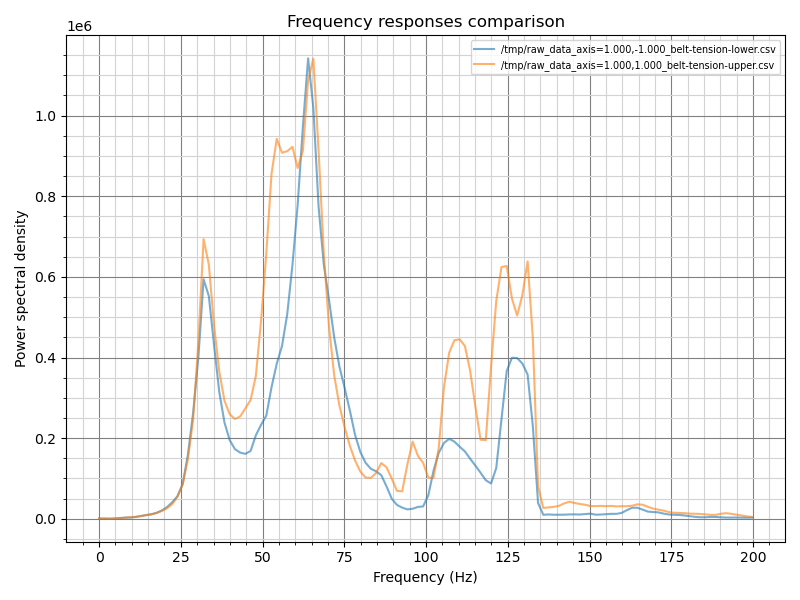 Frequency responses comparison
1e6
/tmp/raw_data_axis=1.000,-1.000_belt-tension-lower.csv
/tmp/raw_data_axis=1.000,1.000_belt-tension-upper.csv
1.0
0.8
0.6
0.4
0.2
0.0
Power spectral density
0 25 50 75 100 125 150 175 200
Frequency (Hz)